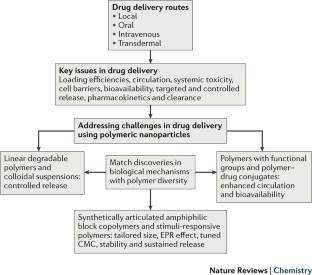 Drug delivery routes
• Local
• Oral
• Intravenous
• Transdermal
Key issues in drug delivery
Loading efficiencies, circulation, systemic toxicity,
cell barriers, bioavailability, targeted and controlled
release, pharmacokinetics and clearance
Addressing challenges in drug delivery
using polymeric nanoparticles
Linear degradable
polymers and
colloidal suspensions:
controlled release
Match discoveries in
biological mechanisms
with polymer diversity
Polymers with functional
groups and polymer–
drug conjugates:
enhanced circulation
and bioavailability
Synthetically articulated amphiphilic
block copolymers and stimuli-responsive
polymers: tailored size, EPR effect, tuned
CMC, stability and sustained release
Nature Reviews | Chemistry